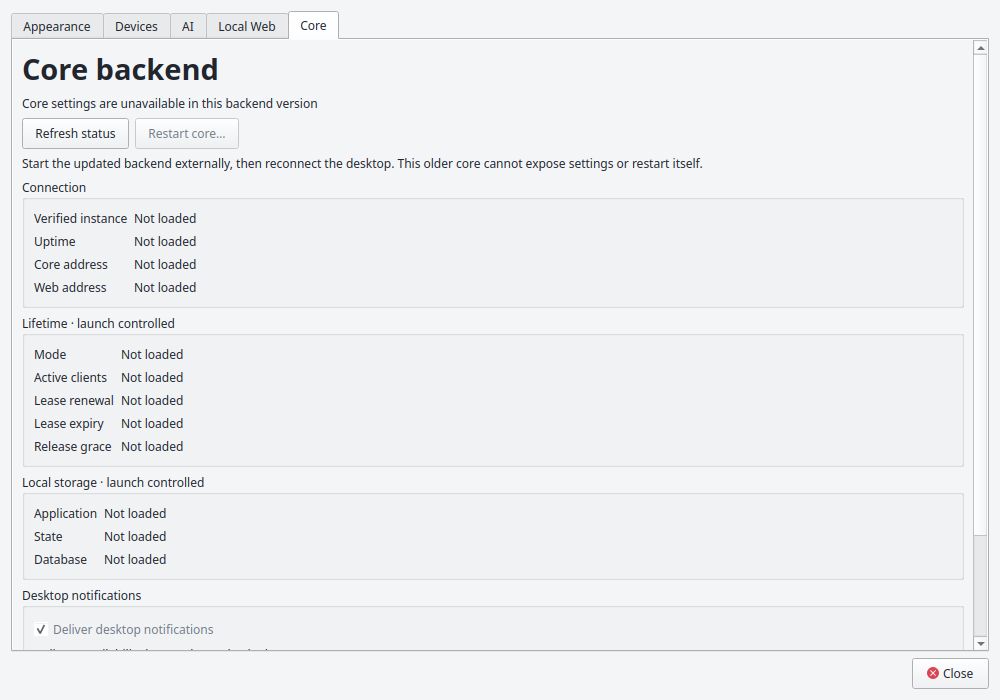 Appearance Devices AI Local Web Core
Core backend
Core settings are unavailable in this backend version
Refresh status Restart core...
Start the updated backend externally, then reconnect the desktop. This older core cannot expose settings or restart itself.
Connection
Verified instance Not loaded
Uptime Not loaded
Core address Not loaded
Web address Not loaded
Lifetime · launch controlled
Mode Not loaded
Active clients Not loaded
Lease renewal Not loaded
Lease expiry Not loaded
Release grace Not loaded
Local storage · launch controlled
Application Not loaded
State Not loaded
Database Not loaded
Desktop notifications
Deliver desktop notifications
Close